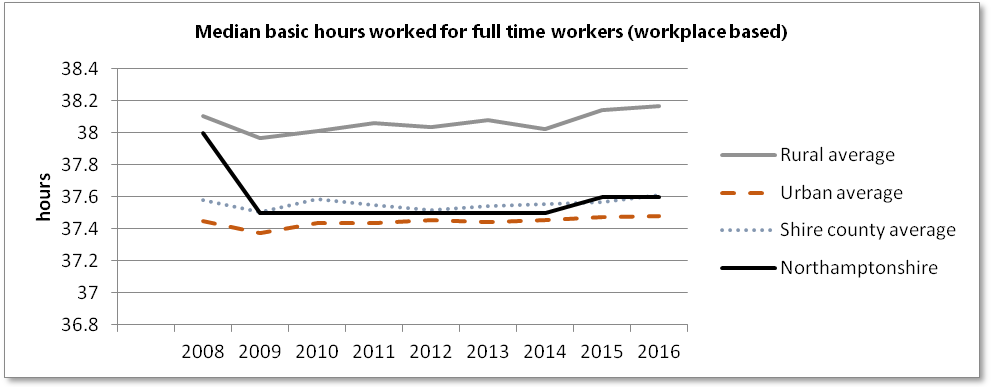 Median basic hours worked for full time workers (workplace based)
38.4
38.2
38
37.8
37.6
37.4
37.2
37
36.8
hours
2008 2009 2010 2011 2012 2013 2014 2015 2016
Rural average
Urban average
Shire county average
Northamptonshire